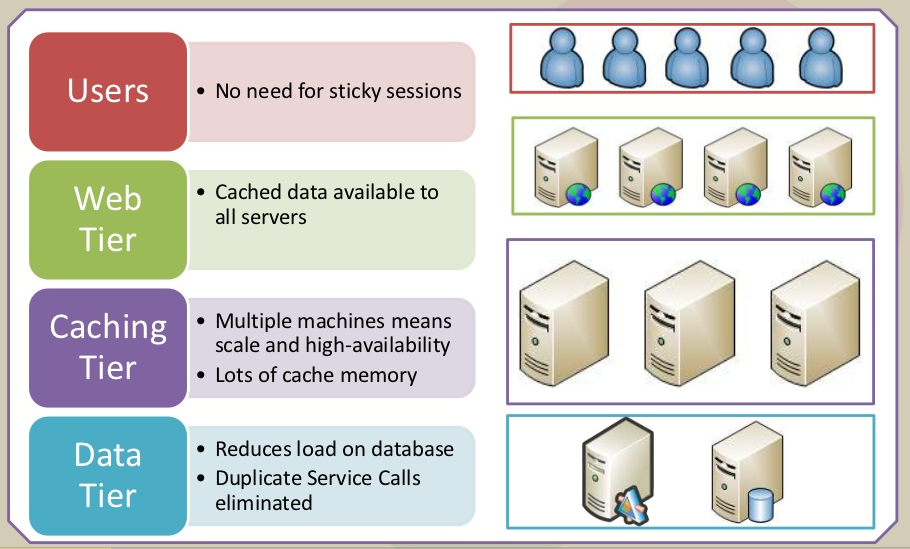 Users
• No need for sticky sessions
Web
Tier
• Cached data available to
all servers
Caching
Tier
• Multiple machines means
scale and high-availability
• Lots of cache memory
Data
Tier
• Reduces load on database
• Duplicate Service Calls
eliminated